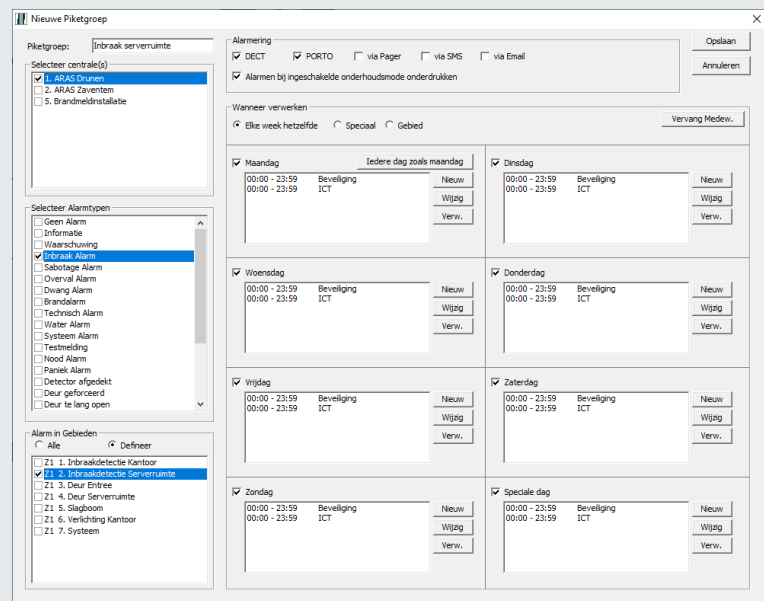 Nieuwe Piketgroep
Piketgroep: Inbraak serverruimte
Selecteer centrale(s)
1. ARAS Drunen
2. ARAS Zaventem
5. Brandmeldinstallatie
Selecteer Alarmtypen
Geen Alarm
Informatie
Waarschuwing
Inbraak Alarm
Sabotage Alarm
Overval Alarm
Dwang Alarm
Brandalarm
Technisch Alarm
Water Alarm
Systeem Alarm
Testmelding
Nood Alarm
Paniek Alarm
Detector afgedekt
Deur geforceerd
Deur te lang open
Alarm in Gebieden
Alle Defineer
Z1 1. Inbraakdetectie Kantoor
Z1 2. Inbraakdetectie Serverruimte
Z1 3. Deur Entree
Z1 4. Deur Serverruimte
Z1 5. Slagboom
Z1 6. Verlichting Kantoor
Z1 7. Systeem
Alarmering
DECT PORTO via Pager via SMS via Email
Alarmen bij ingeschakelde onderhoudsmode onderdrukken
Opslaan
Annuleren
Wanneer verwerken
Elke week hetzelfde Speciaal Gebied
Vervang Medew.
Maandag Iedere dag zoals maandag
00:00 - 23:59 Beveiliging
00:00 - 23:59 ICT
Nieuw
Wijzig
Verw.
Dinsdag
00:00 - 23:59 Beveiliging
00:00 - 23:59 ICT
Nieuw
Wijzig
Verw.
Woensdag
00:00 - 23:59 Beveiliging
00:00 - 23:59 ICT
Nieuw
Wijzig
Verw.
Donderdag
00:00 - 23:59 Beveiliging
00:00 - 23:59 ICT
Nieuw
Wijzig
Verw.
Vrijdag
00:00 - 23:59 Beveiliging
00:00 - 23:59 ICT
Nieuw
Wijzig
Verw.
Zaterdag
00:00 - 23:59 Beveiliging
00:00 - 23:59 ICT
Nieuw
Wijzig
Verw.
Zondag
00:00 - 23:59 Beveiliging
00:00 - 23:59 ICT
Nieuw
Wijzig
Verw.
Speciale dag
00:00 - 23:59 Beveiliging
00:00 - 23:59 ICT
Nieuw
Wijzig
Verw.